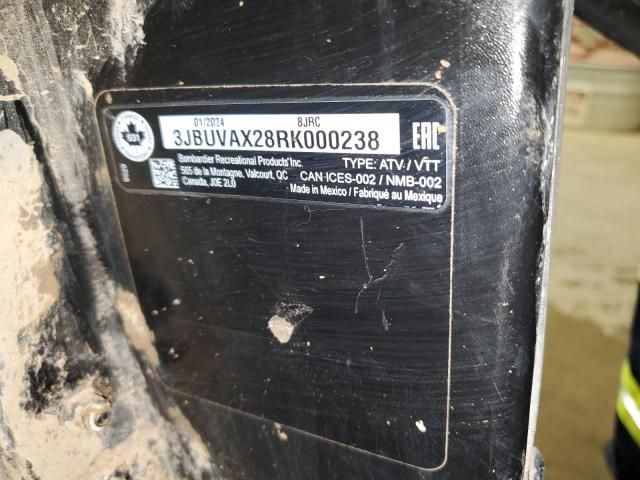 01/2024 8JRC
3JBUVAX28RK000238
EAC
Bombardier Recreational Products Inc. TYPE: ATV / VTT
565 de la Montagne, Valcourt, QC CAN ICES-002 / NMB-002
Canada, J0E 2L0 Made in Mexico / Fabriqué au Mexique